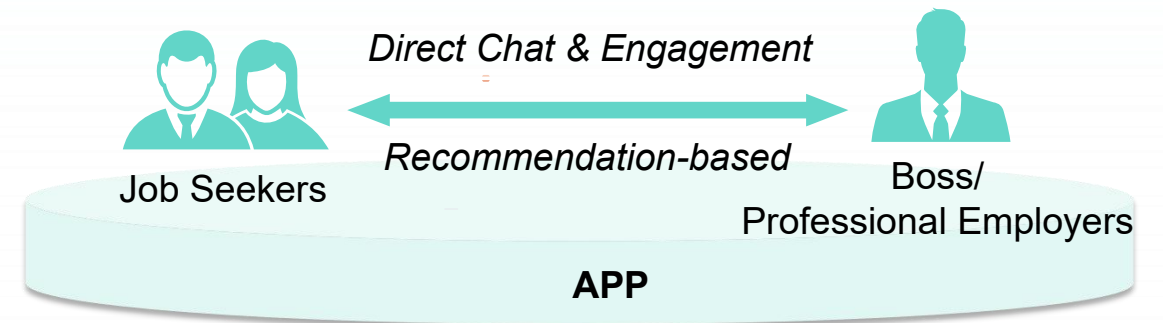 Direct Chat & Engagement
Recommendation-based
Job Seekers
Boss/
Professional Employers
APP